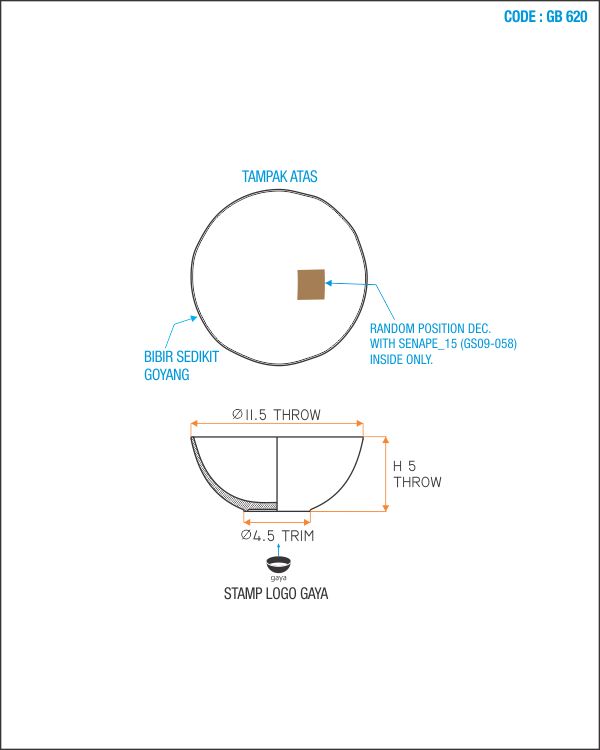 CODE : GB 620
TAMPAK ATAS
RANDOM POSITION DEC.
WITH SENAPE_15 (GS09-058)
INSIDE ONLY.
BIBIR SEDIKIT
GOYANG
Ø11.5 THROW
H 5
THROW
Ø4.5 TRIM
gaya
STAMP LOGO GAYA